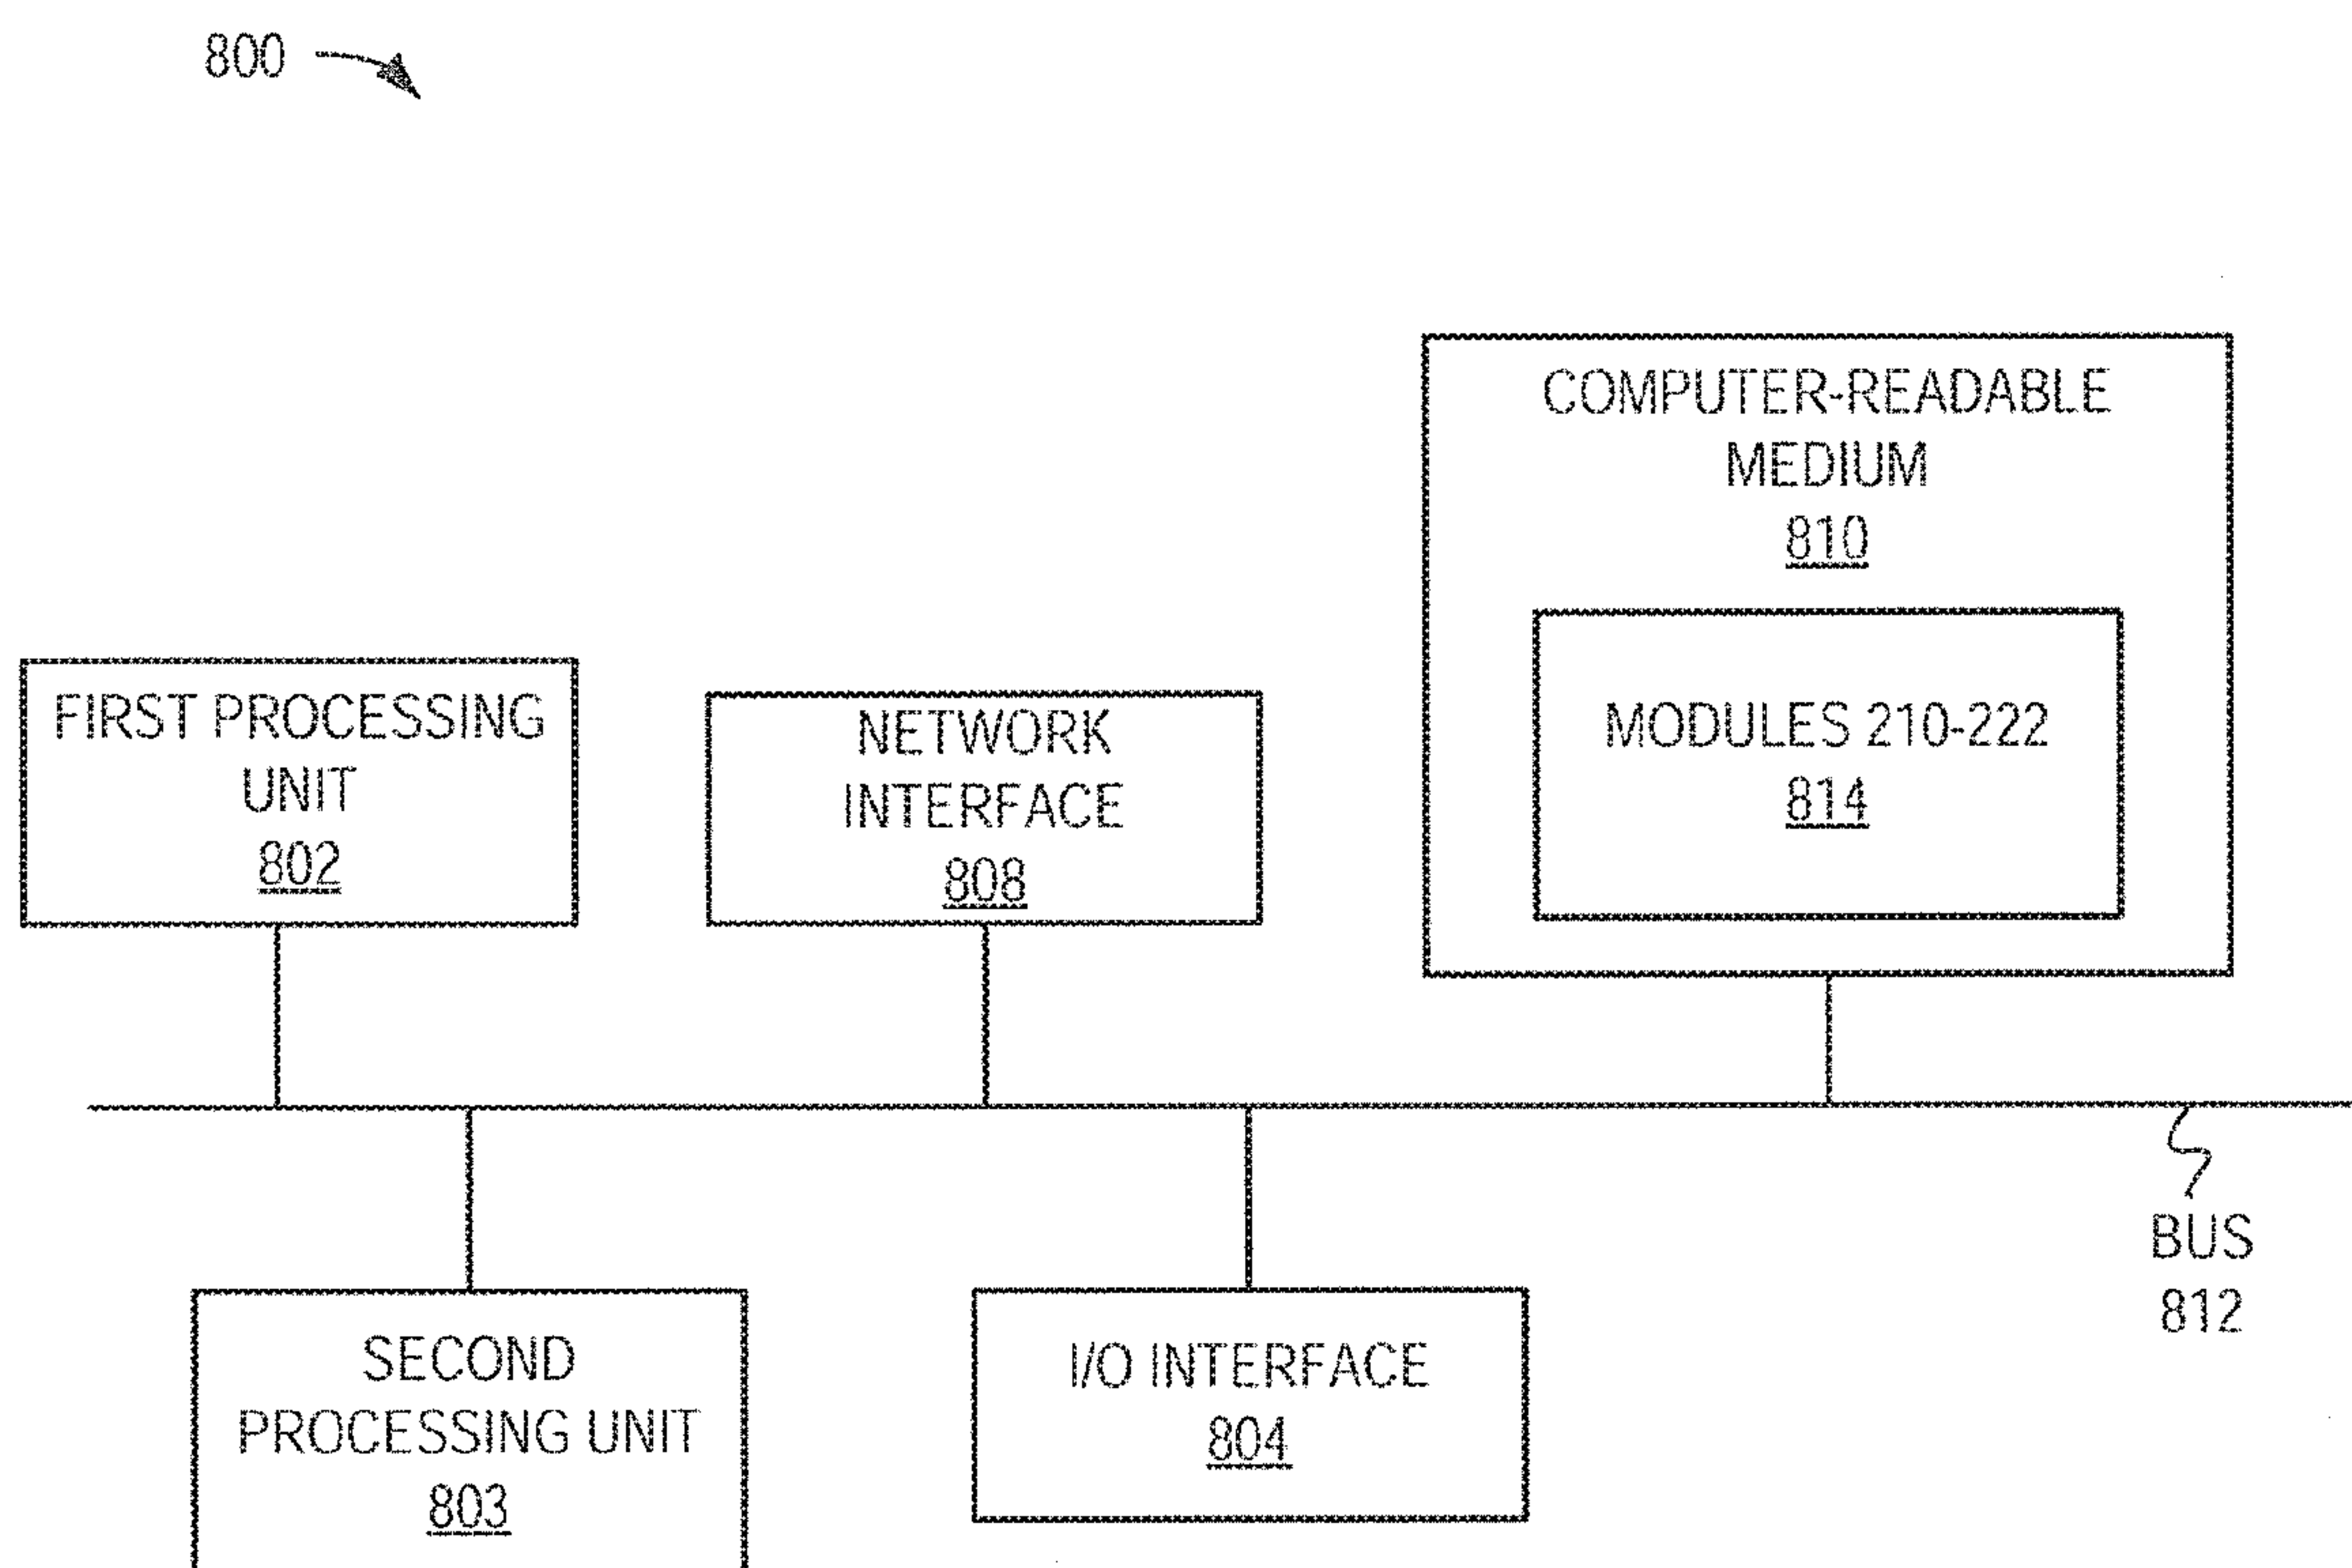 800
COMPUTER-READABLE
MEDIUM
810
MODULES 210-222
814
FIRST PROCESSING
UNIT
802
NETWORK
INTERFACE
808
BUS
812
SECOND
PROCESSING UNIT
803
I/O INTERFACE
804